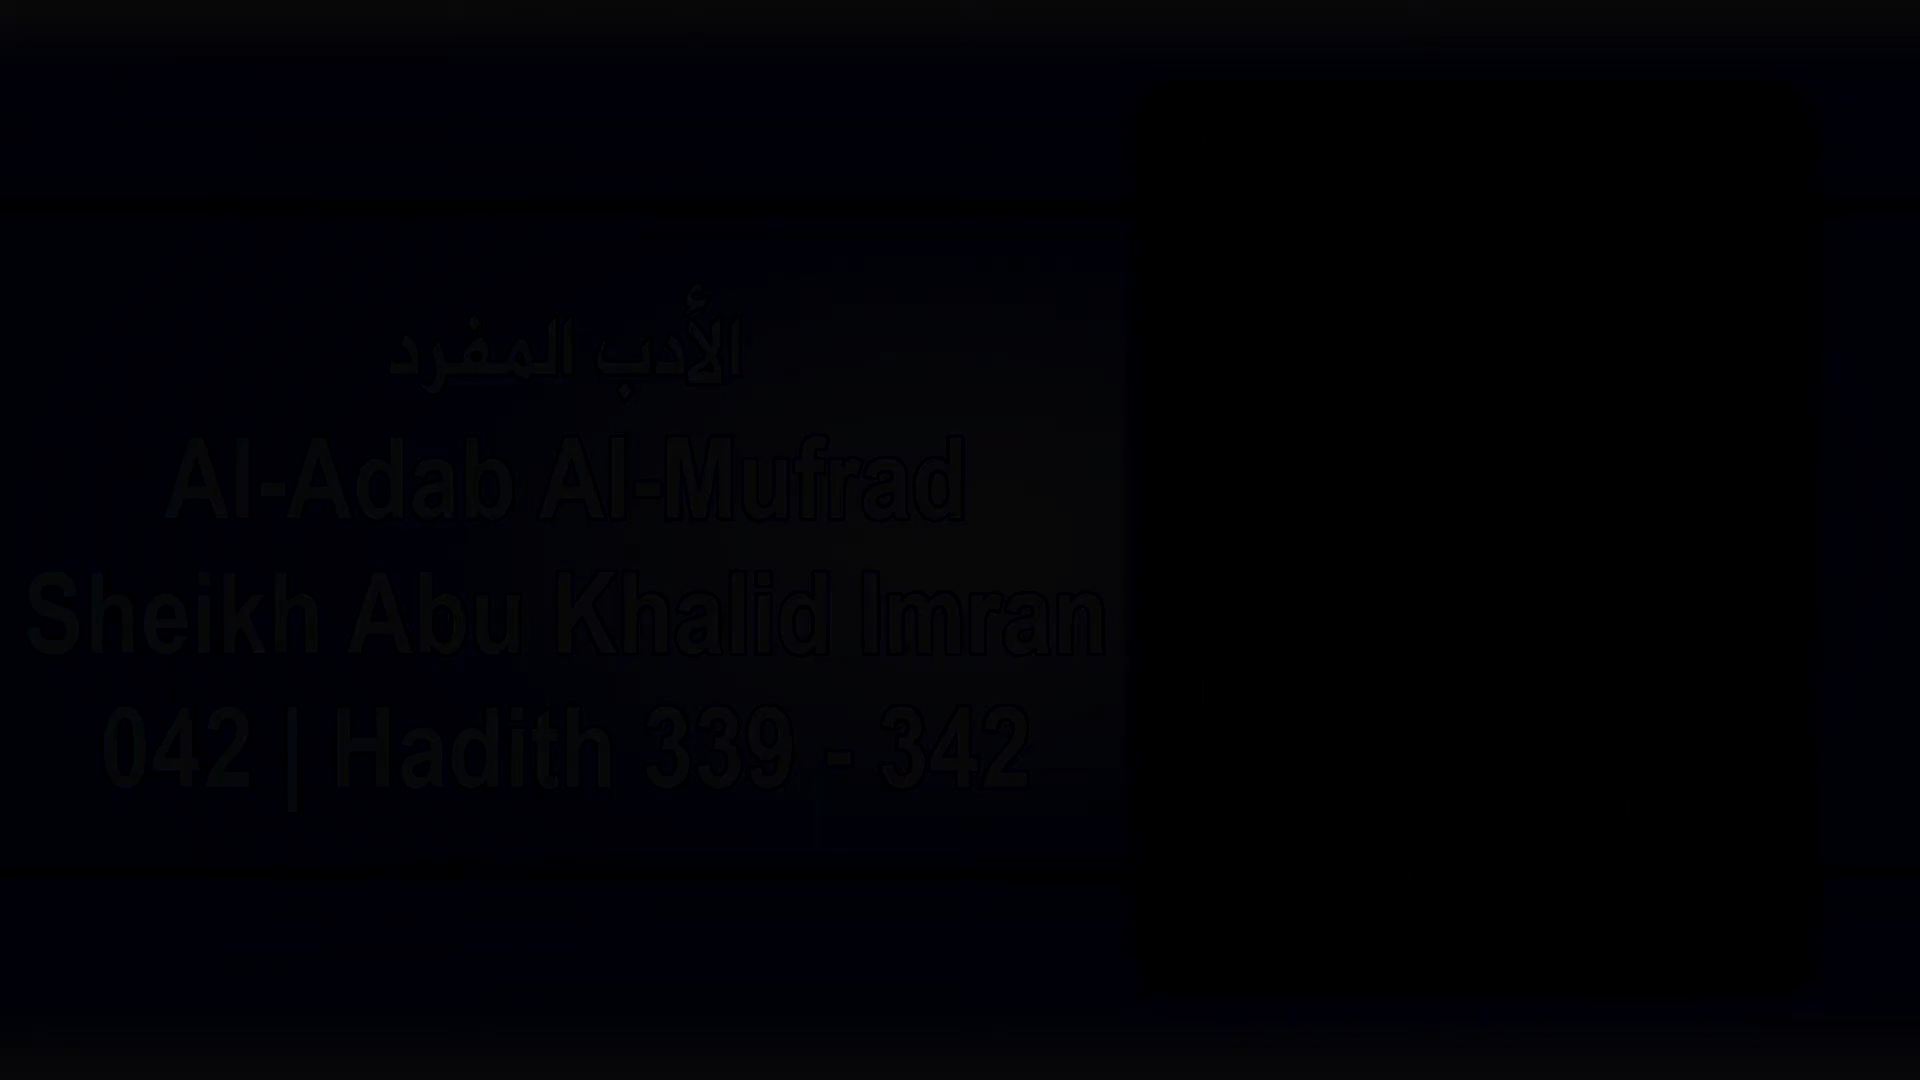 الأدب المفرد
Al-Adab Al-Mufrad
Sheikh Abu Khalid Imran
042 | Hadith 339 - 342